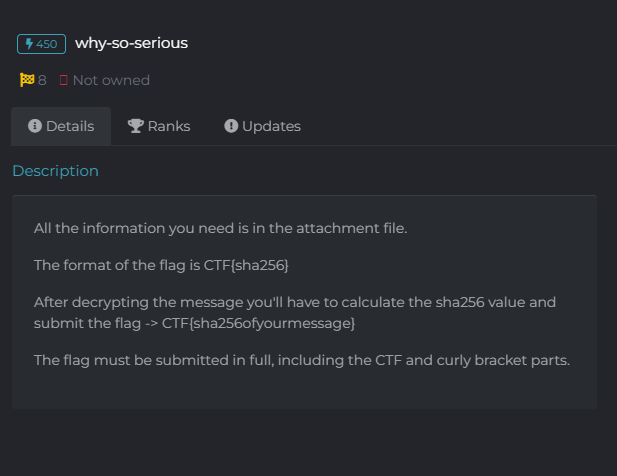 450 why-so-serious
8 Not owned
Details Ranks Updates
Description
All the information you need is in the attachment file.
The format of the flag is CTF{sha256}
After decrypting the message you'll have to calculate the sha256 value and
submit the flag -> CTF{sha256ofyourmessage}
The flag must be submitted in full, including the CTF and curly bracket parts.